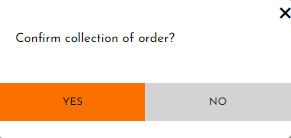 Confirm collection of order?
YES
NO